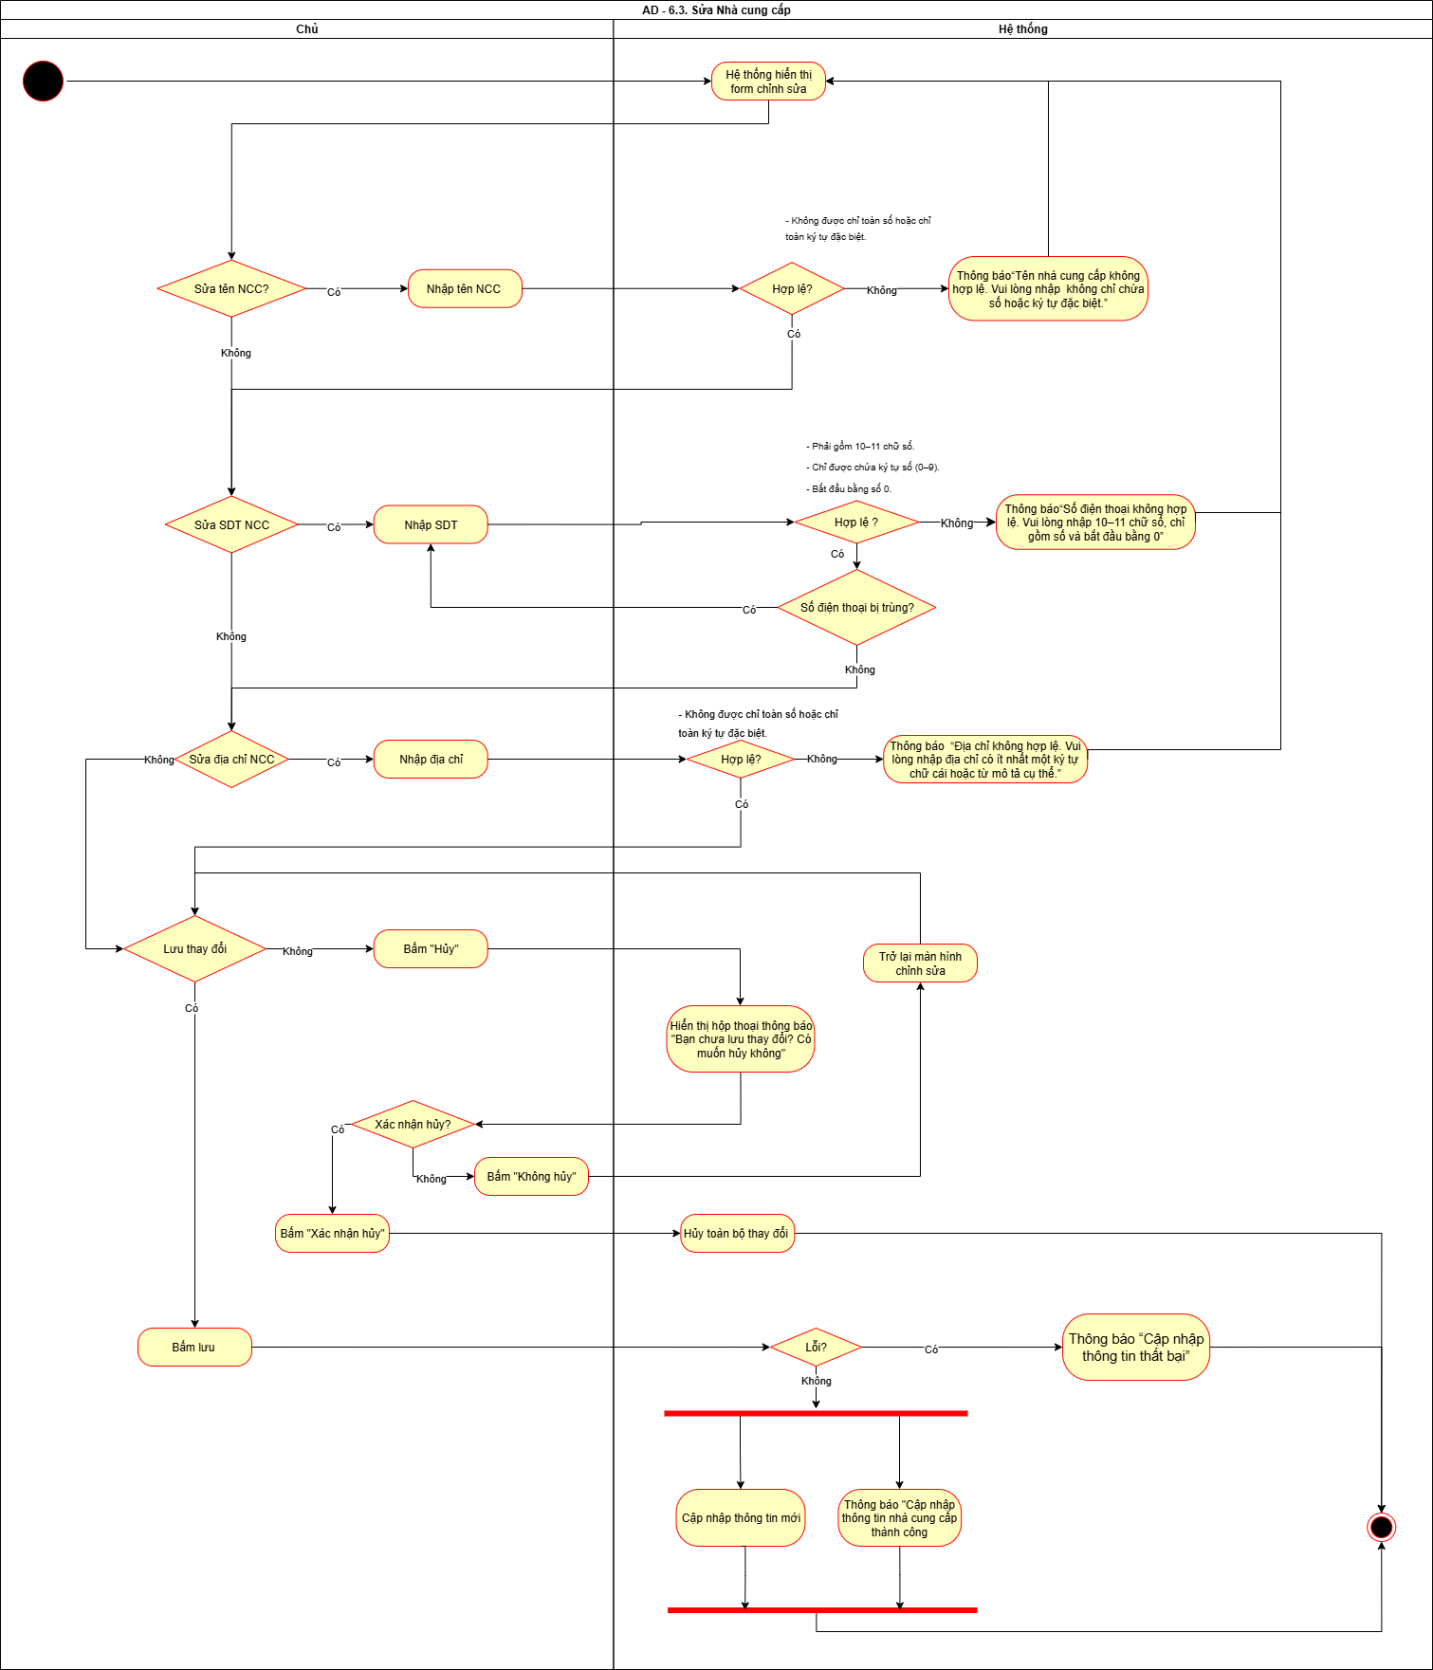 AD - 6.3. Sửa Nhà cung cấp
Chủ
Hệ thống
Hệ thống hiển thị
form chỉnh sửa
- Không được chỉ toàn số hoặc chỉ
toàn ký tự đặc biệt.
Sửa tên NCC?
Có
Nhập tên NCC
Hợp lệ?
Không
Thông báo“Tên nhà cung cấp không
hợp lệ. Vui lòng nhập  không chỉ chứa
số hoặc ký tự đặc biệt.”
Có
Không
- Phải gồm 10–11 chữ số.
- Chỉ được chứa ký tự số (0–9).
- Bắt đầu bằng số 0.
Sửa SDT NCC
Có
Nhập SDT
Hợp lệ ?
Không
Thông báo“Số điện thoại không hợp
lệ. Vui lòng nhập 10–11 chữ số, chỉ
gồm số và bắt đầu bằng 0”
Có
Số điện thoại bị trùng?
Có
Không
Không
- Không được chỉ toàn số hoặc chỉ
toàn ký tự đặc biệt.
Không
Sửa địa chỉ NCC
Có
Nhập địa chỉ
Hợp lệ?
Không
Thông báo  “Địa chỉ không hợp lệ. Vui
lòng nhập địa chỉ có ít nhất một ký tự
chữ cái hoặc từ mô tả cụ thể.”
Có
Lưu thay đổi
Không
Bấm "Hủy"
Trở lại màn hình
chỉnh sửa
Có
Hiển thị hộp thoại thông báo
"Bạn chưa lưu thay đổi? Có
muốn hủy không"
Xác nhận hủy?
Có
Không
Bấm "Không hủy"
Bấm "Xác nhận hủy"
Hủy toàn bộ thay đổi
Bấm lưu
Lỗi?
Có
Thông báo “Cập nhập
thông tin thất bại”
Không
Cập nhập thông tin mới
Thông báo "Cập nhập
thông tin nhà cung cấp
thành công